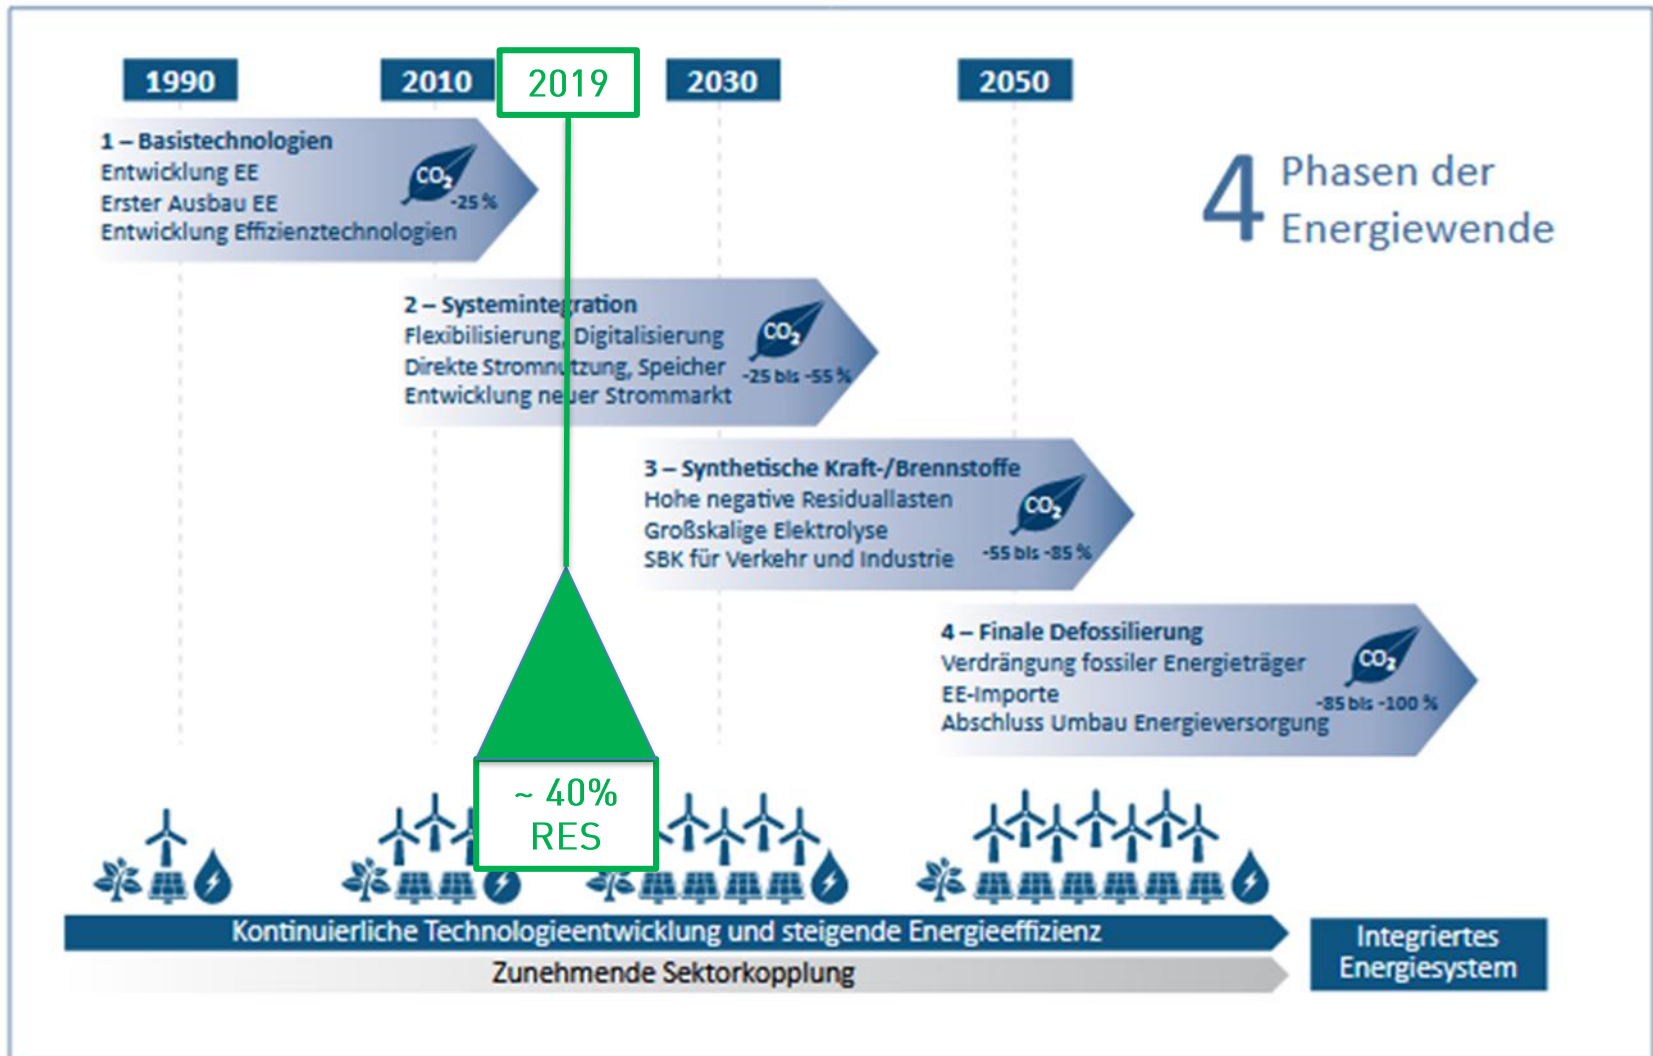 1990
2010
2019
2030
2050
4 Phasen der
Energiewende
1 – Basistechnologien
Entwicklung EE
Erster Ausbau EE
Entwicklung Effizienztechnologien
CO₂
-25 %
2 – Systemintegration
Flexibilisierung, Digitalisierung
Direkte Stromnutzung, Speicher
Entwicklung neuer Strommarkt
CO₂
-25 bis -55 %
3 – Synthetische Kraft-/Brennstoffe
Hohe negative Residuallasten
Großskalige Elektrolyse
SBK für Verkehr und Industrie
CO₂
-55 bis -85 %
4 – Finale Defossilierung
Verdrängung fossiler Energieträger
EE-Importe
Abschluss Umbau Energieversorgung
CO₂
-85 bis -100 %
~ 40%
RES
Kontinuierliche Technologieentwicklung und steigende Energieeffizienz
Zunehmende Sektorkopplung
Integriertes
Energiesystem